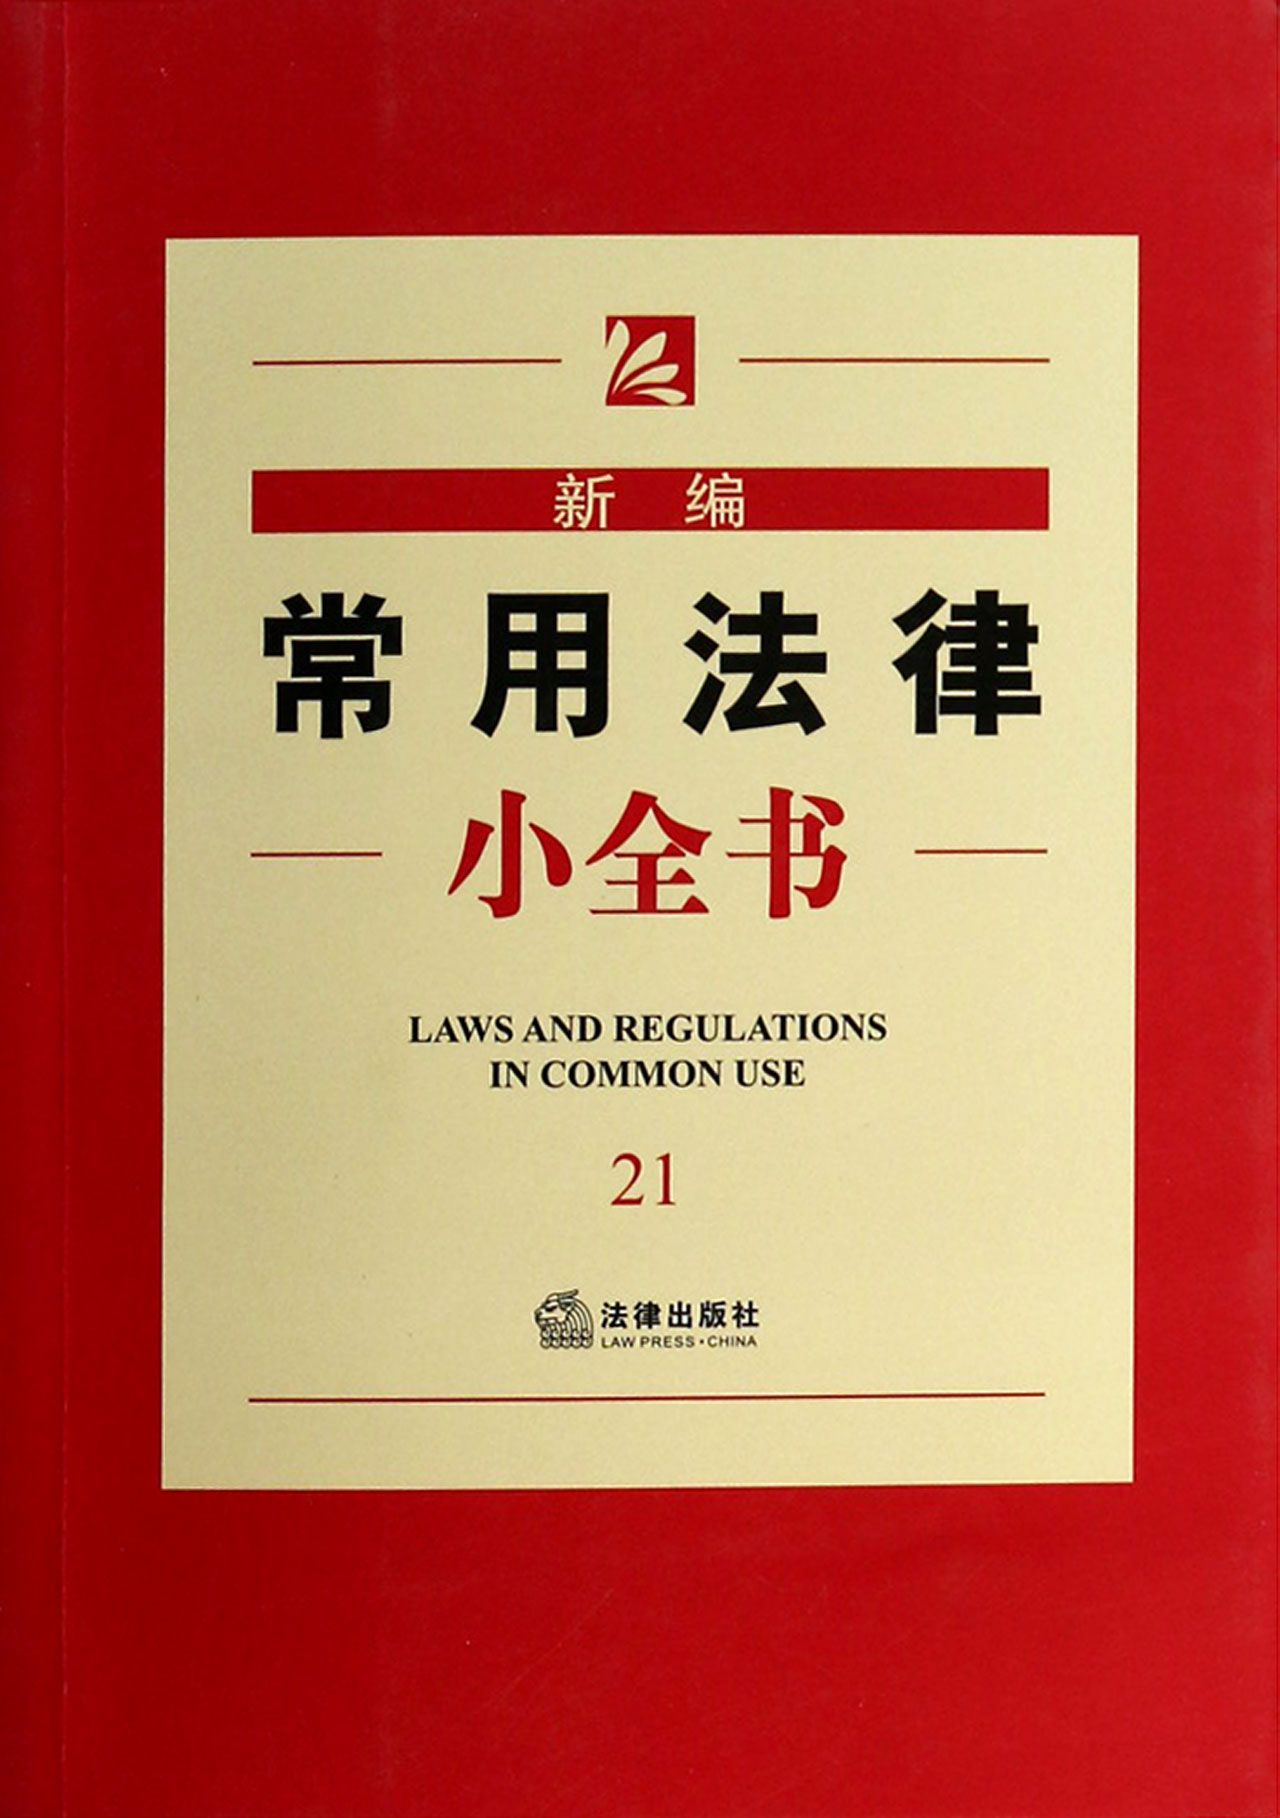 新编
常用法律
小全书
LAWS AND REGULATIONS
IN COMMON USE
21
法律出版社
LAW PRESS·CHINA